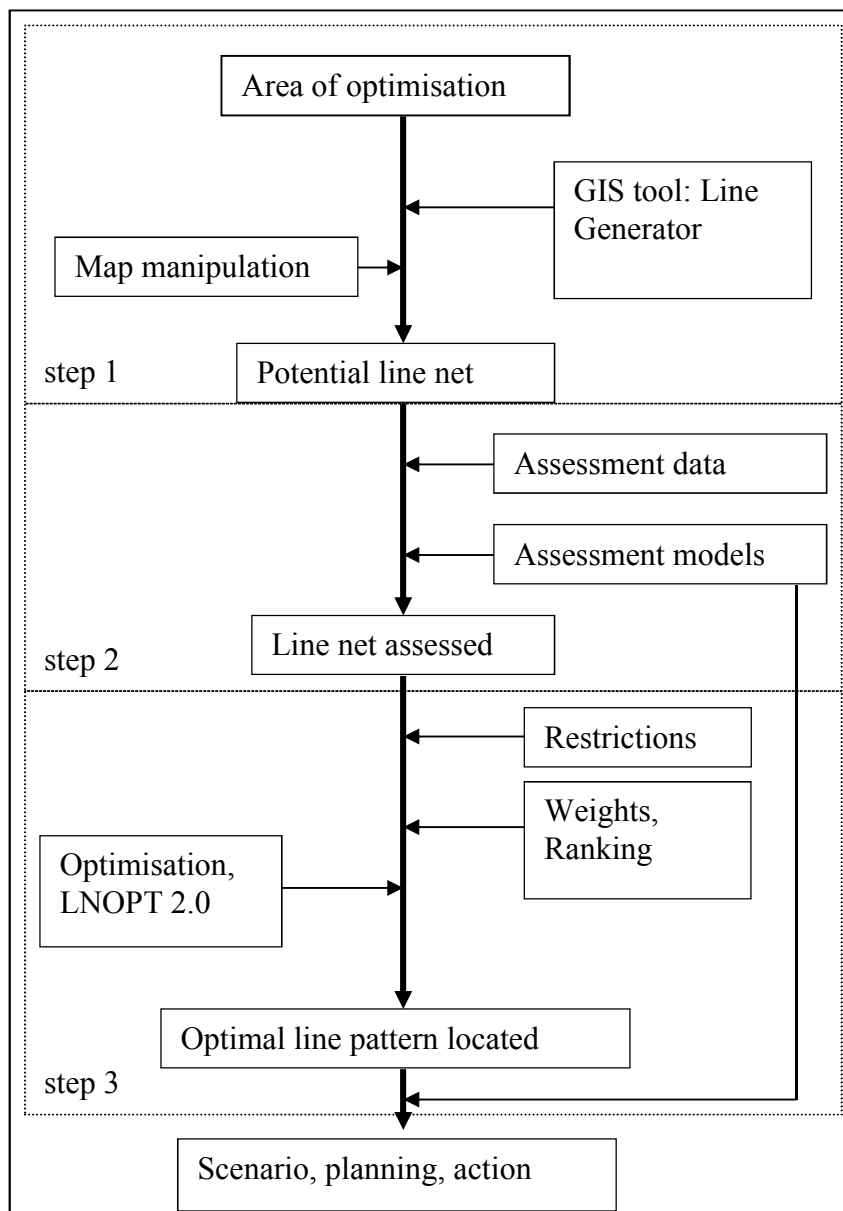 Area of optimisation
GIS tool: Line
Generator
Map manipulation
step 1
Potential line net
Assessment data
Assessment models
Line net assessed
step 2
Restrictions
Weights,
Ranking
Optimisation,
LNOPT 2.0
Optimal line pattern located
step 3
Scenario, planning, action